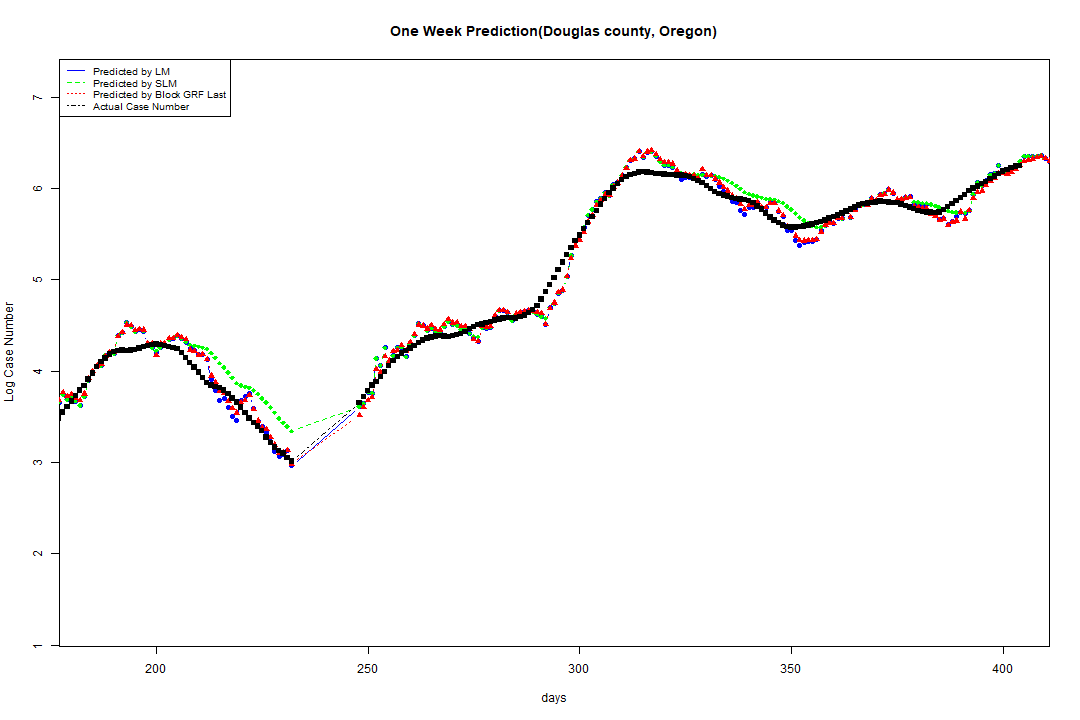 One Week Prediction(Douglas county, Oregon)
Predicted by LM
Predicted by SLM
Predicted by Block GRF Last
Actual Case Number
7
6
5
4
3
2
1
Log Case Number
200 250 300 350 400
days